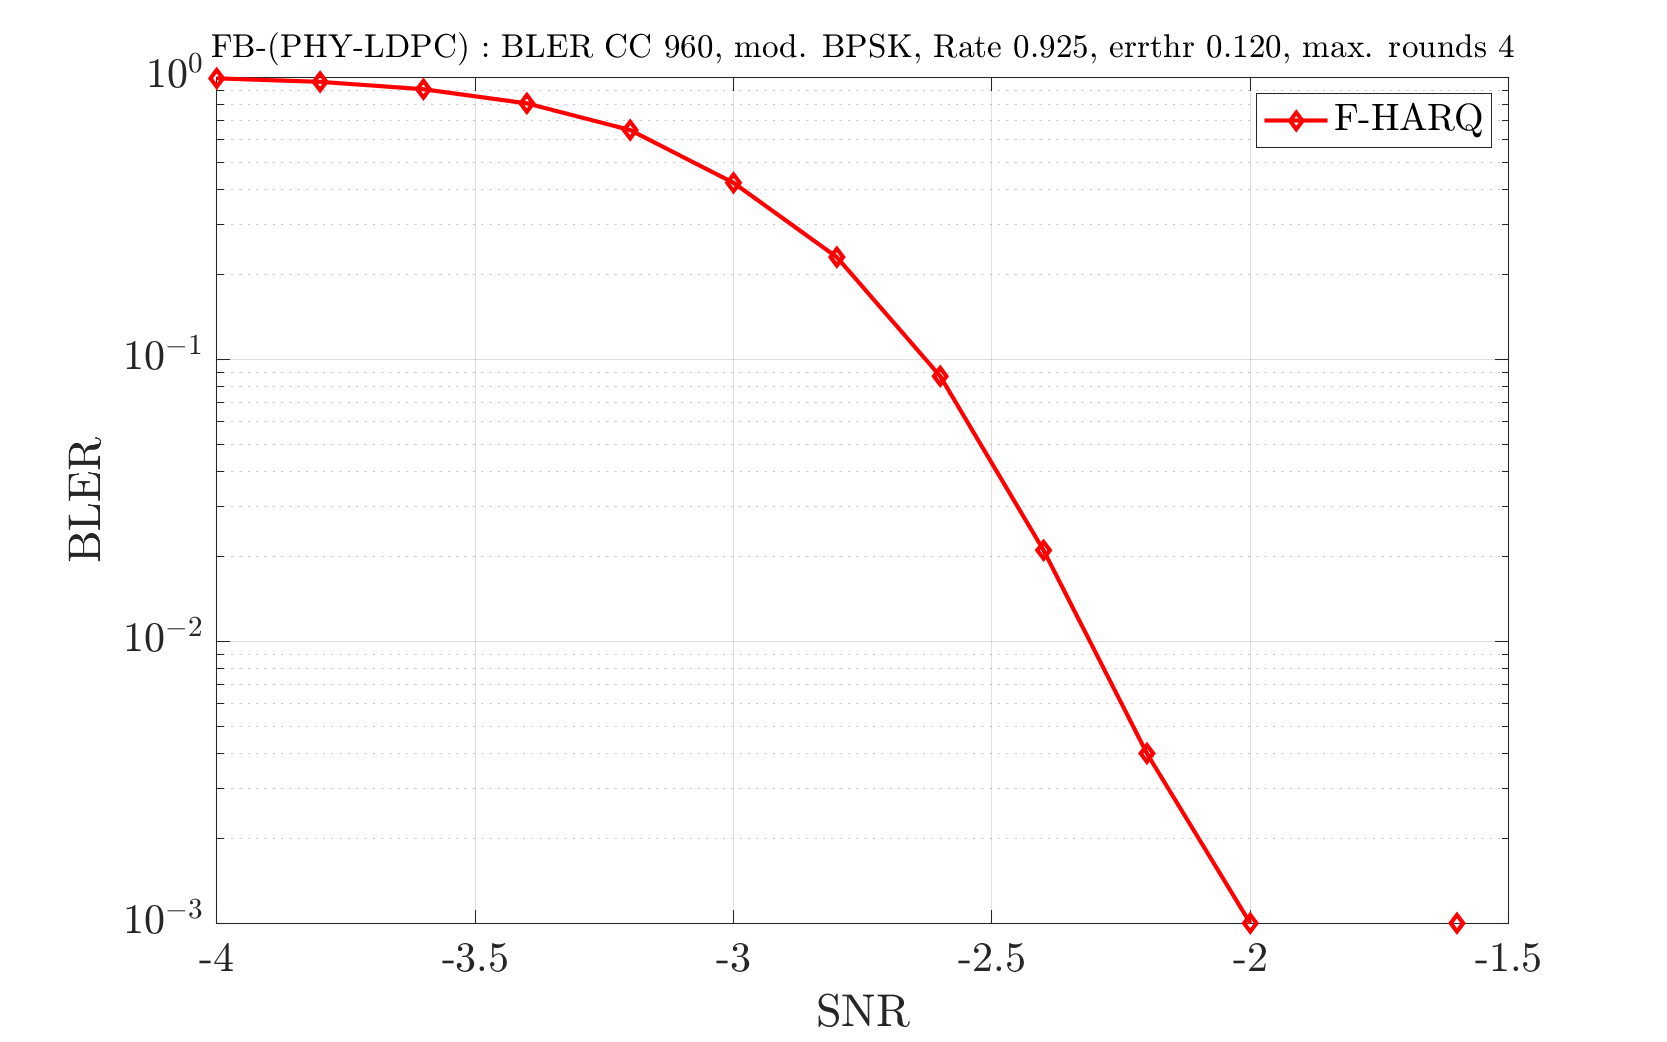 FB-(PHY-LDPC) : BLER CC 960, mod. BPSK, Rate 0.925, errthr 0.120, max. rounds 4
10^0
F-HARQ
10^{-1}
BLER
10^{-2}
10^{-3}
-4 -3.5 -3 -2.5 -2 -1.5
SNR